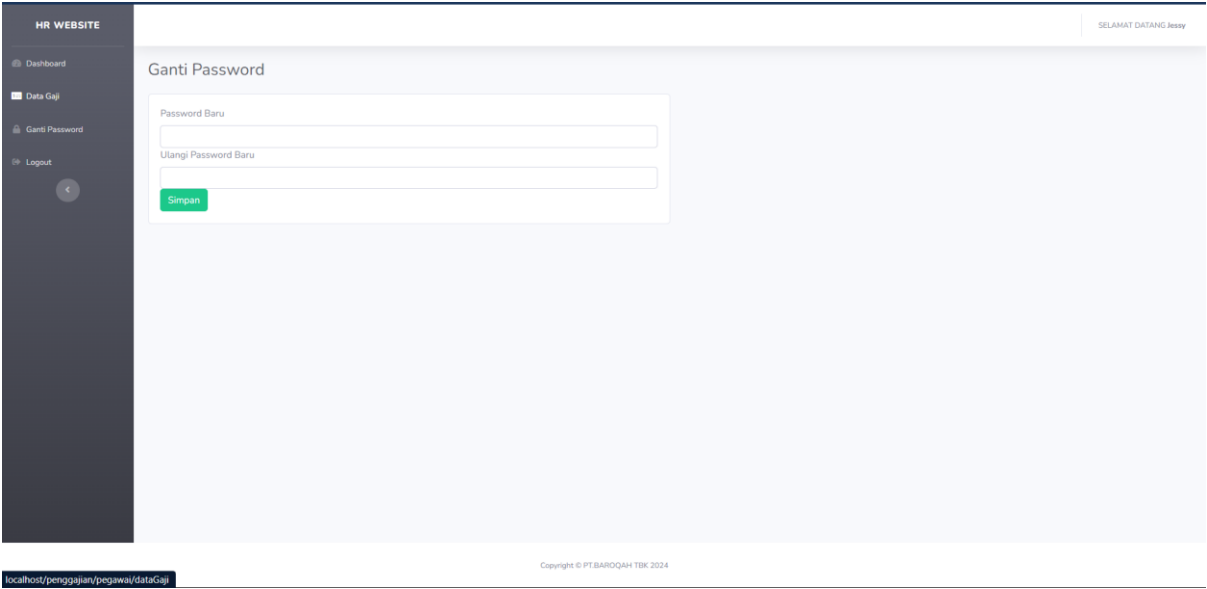 HR WEBSITE
SELAMAT DATANG Jessy
Dashboard
Data Gaji
Ganti Password
Logout
Ganti Password
Password Baru
Ulangi Password Baru
Simpan
Copyright © PT.BAROQAH TBK 2024
localhost/penggajian/pegawai/dataGaji